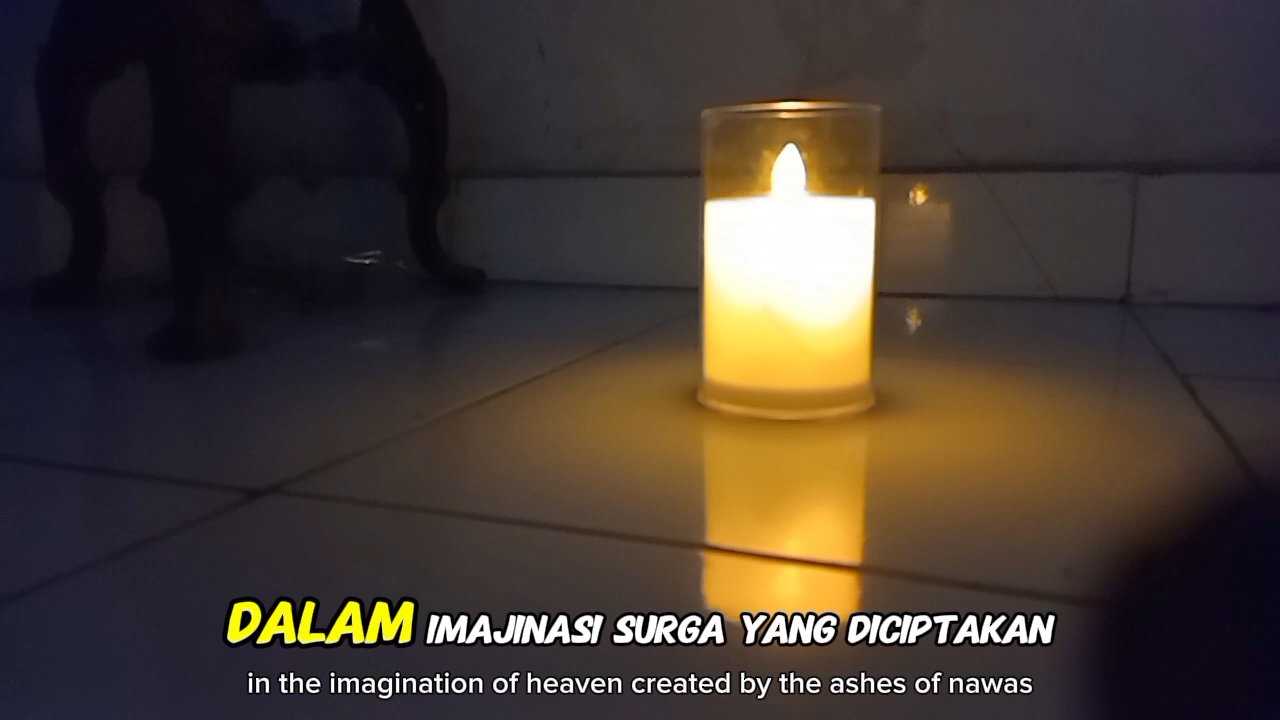 DALAM IMAJINASI SURGA YANG DICIPTAKAN
in the imagination of heaven created by the ashes of nawas